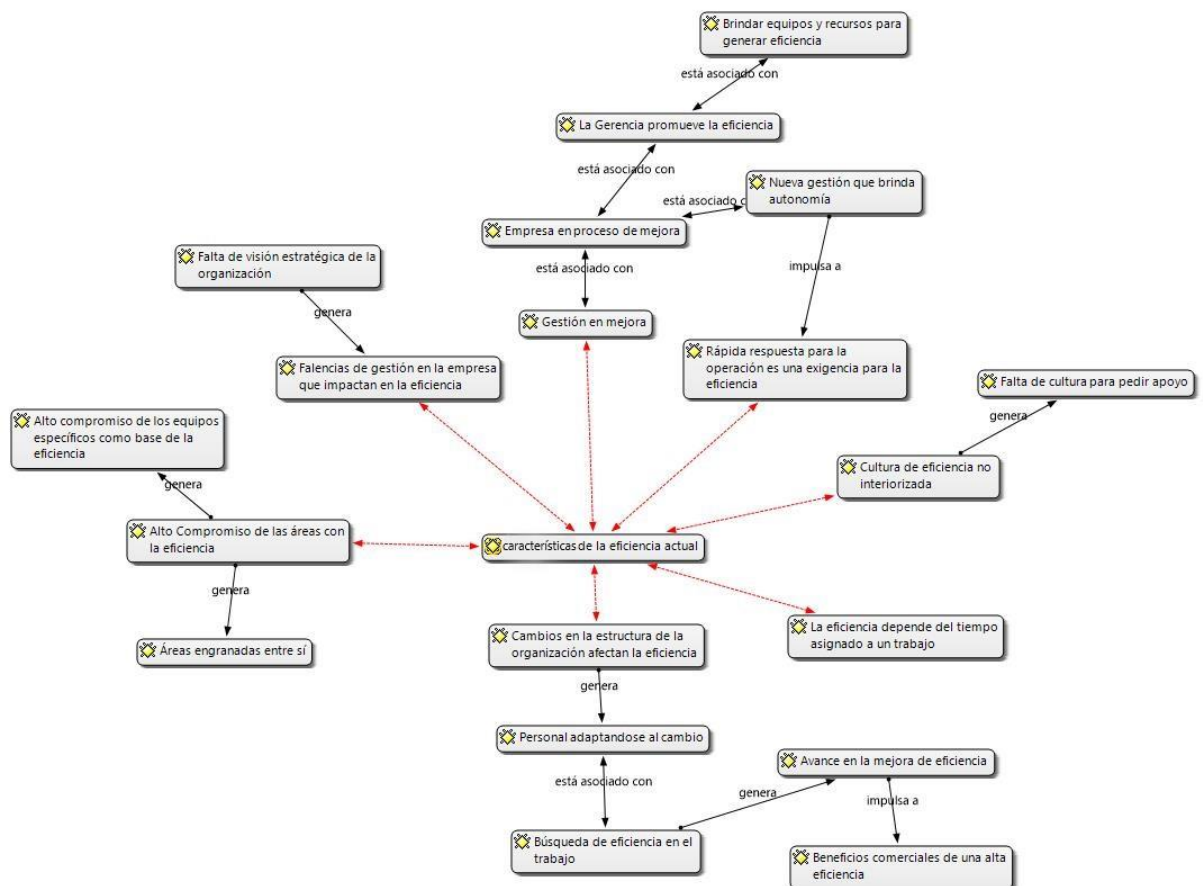 Brindar equipos y recursos para
generar eficiencia
está asociado con
La Gerencia promueve la eficiencia
está asociado con
Nueva gestión que brinda
autonomía
está asociado
Empresa en proceso de mejora
Falta de visión estratégica de la
organización
está asociado con
impulsa a
genera
Gestión en mejora
Falencias de gestión en la empresa
que impactan en la eficiencia
Rápida respuesta para la
operación es una exigencia para la
eficiencia
Falta de cultura para pedir apoyo
genera
Alto compromiso de los equipos
específicos como base de la
eficiencia
Cultura de eficiencia no
interiorizada
genera
Alto Compromiso de las áreas con
la eficiencia
características de la eficiencia actual
genera
Áreas engranadas entre sí
Cambios en la estructura de la
organización afectan la eficiencia
La eficiencia depende del tiempo
asignado a un trabajo
genera
Personal adaptandose al cambio
está asociado con
Avance en la mejora de eficiencia
genera
impulsa a
Búsqueda de eficiencia en el
trabajo
Beneficios comerciales de una alta
eficiencia